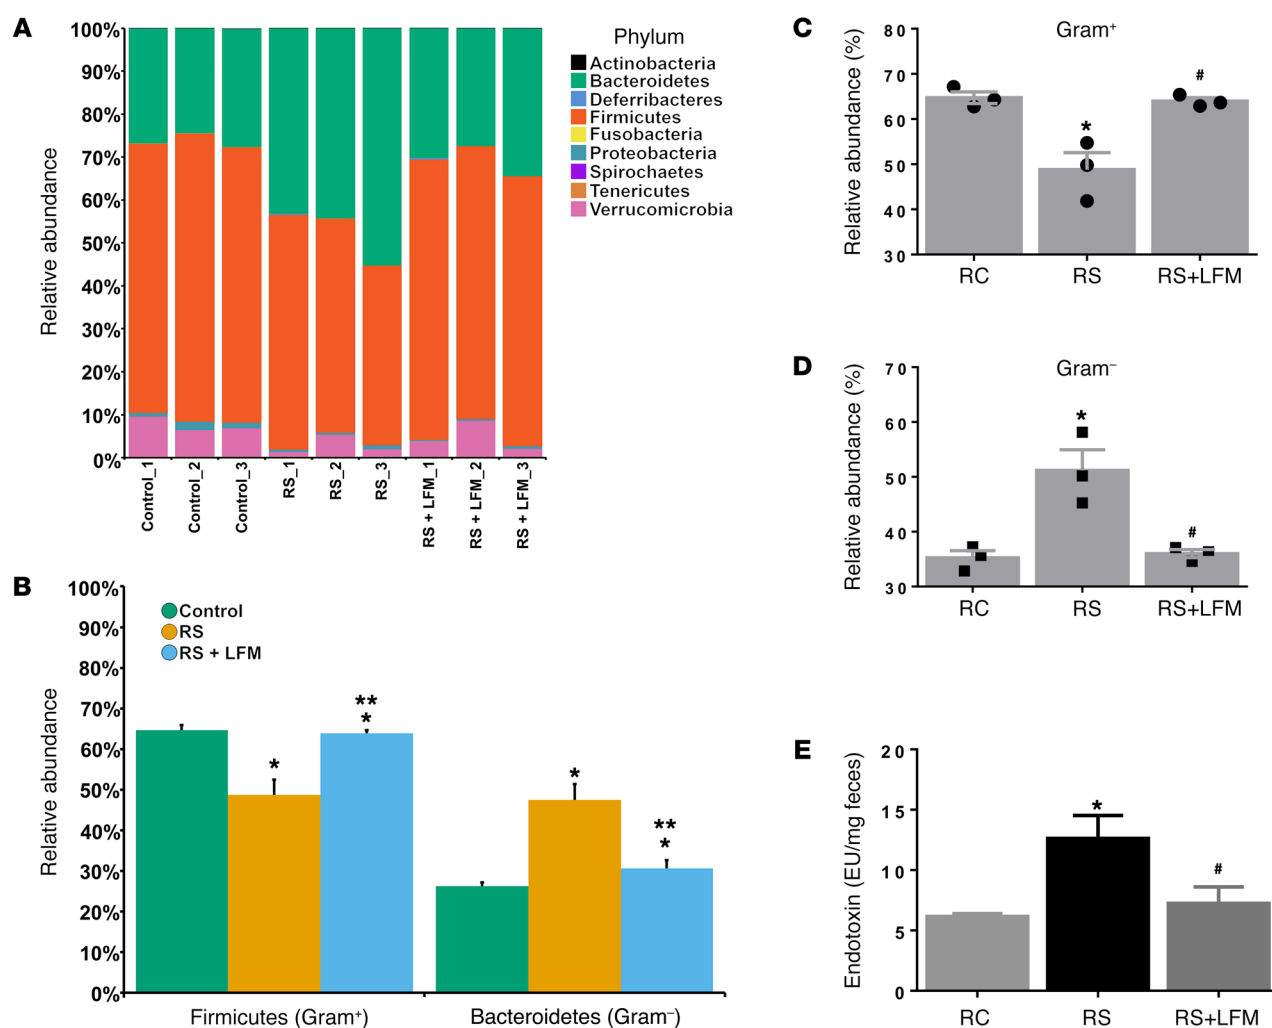 A
100%
90%
80%
70%
60%
50%
40%
30%
20%
10%
0%
Relative abundance
Control_1
Control_2
Control_3
RS_1
RS_2
RS_3
RS + LFM_1
RS + LFM_2
RS + LFM_3
Phylum
Actinobacteria
Bacteroidetes
Deferribacteres
Firmicutes
Fusobacteria
Proteobacteria
Spirochaetes
Tenericutes
Verrucomicrobia
B
100%
90%
80%
70%
60%
50%
40%
30%
20%
10%
0%
Relative abundance
Control
RS
RS + LFM
*
**
*
*
**
*
Firmicutes (Gram⁺)
Bacteroidetes (Gram⁻)
C
Gram⁺
80
70
60
50
40
30
Relative abundance (%)
*
#
RC
RS
RS+LFM
D
Gram⁻
70
60
50
40
30
Relative abundance (%)
*
#
RC
RS
RS+LFM
E
20
15
10
5
0
Endotoxin (EU/mg feces)
*
#
RC
RS
RS+LFM